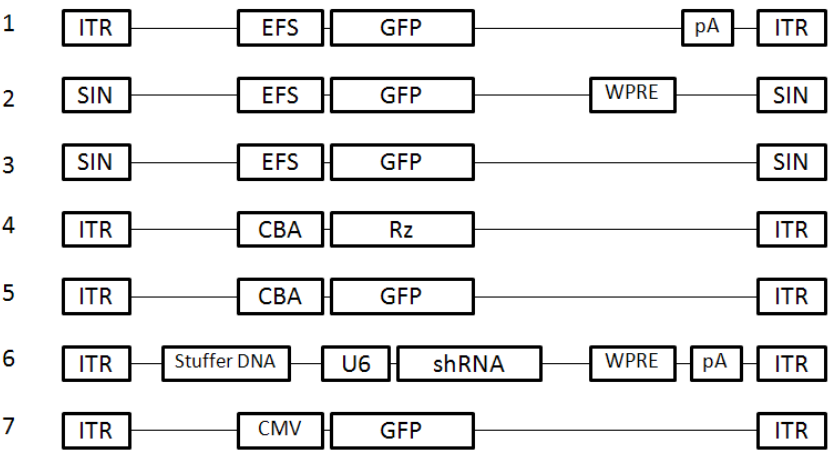 1 ITR EFS GFP pA ITR
2 SIN EFS GFP WPRE SIN
3 SIN EFS GFP SIN
4 ITR CBA Rz ITR
5 ITR CBA GFP ITR
6 ITR Stuffer DNA U6 shRNA WPRE pA ITR
7 ITR CMV GFP ITR